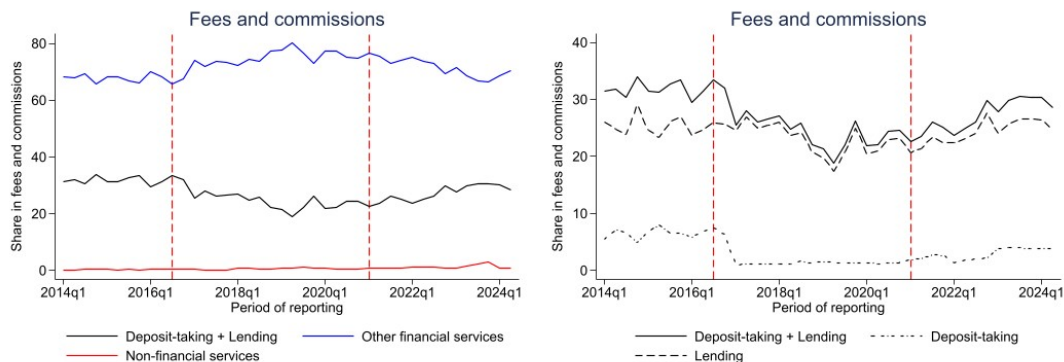 Fees and commissions
Share in fees and commissions
80
60
40
20
0
2014q1 2016q1 2018q1 2020q1 2022q1 2024q1
Period of reporting
Deposit-taking + Lending Other financial services
Non-financial services
Fees and commissions
Share in fees and commissions
40
30
20
10
0
2014q1 2016q1 2018q1 2020q1 2022q1 2024q1
Period of reporting
Deposit-taking + Lending Deposit-taking
Lending